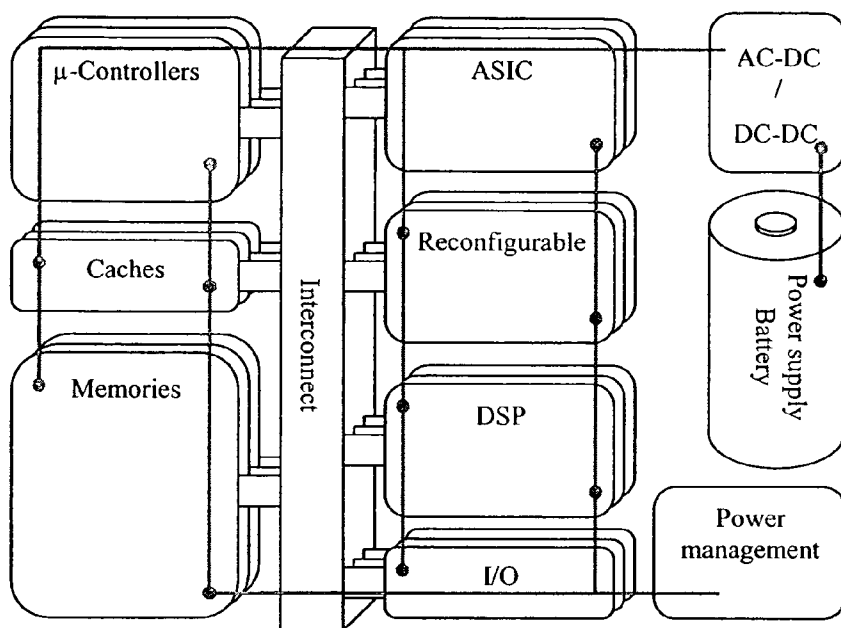 μ-Controllers
Caches
Memories
Interconnect
ASIC
Reconfigurable
DSP
I/O
AC-DC
/
DC-DC
Power supply
Battery
Power
management